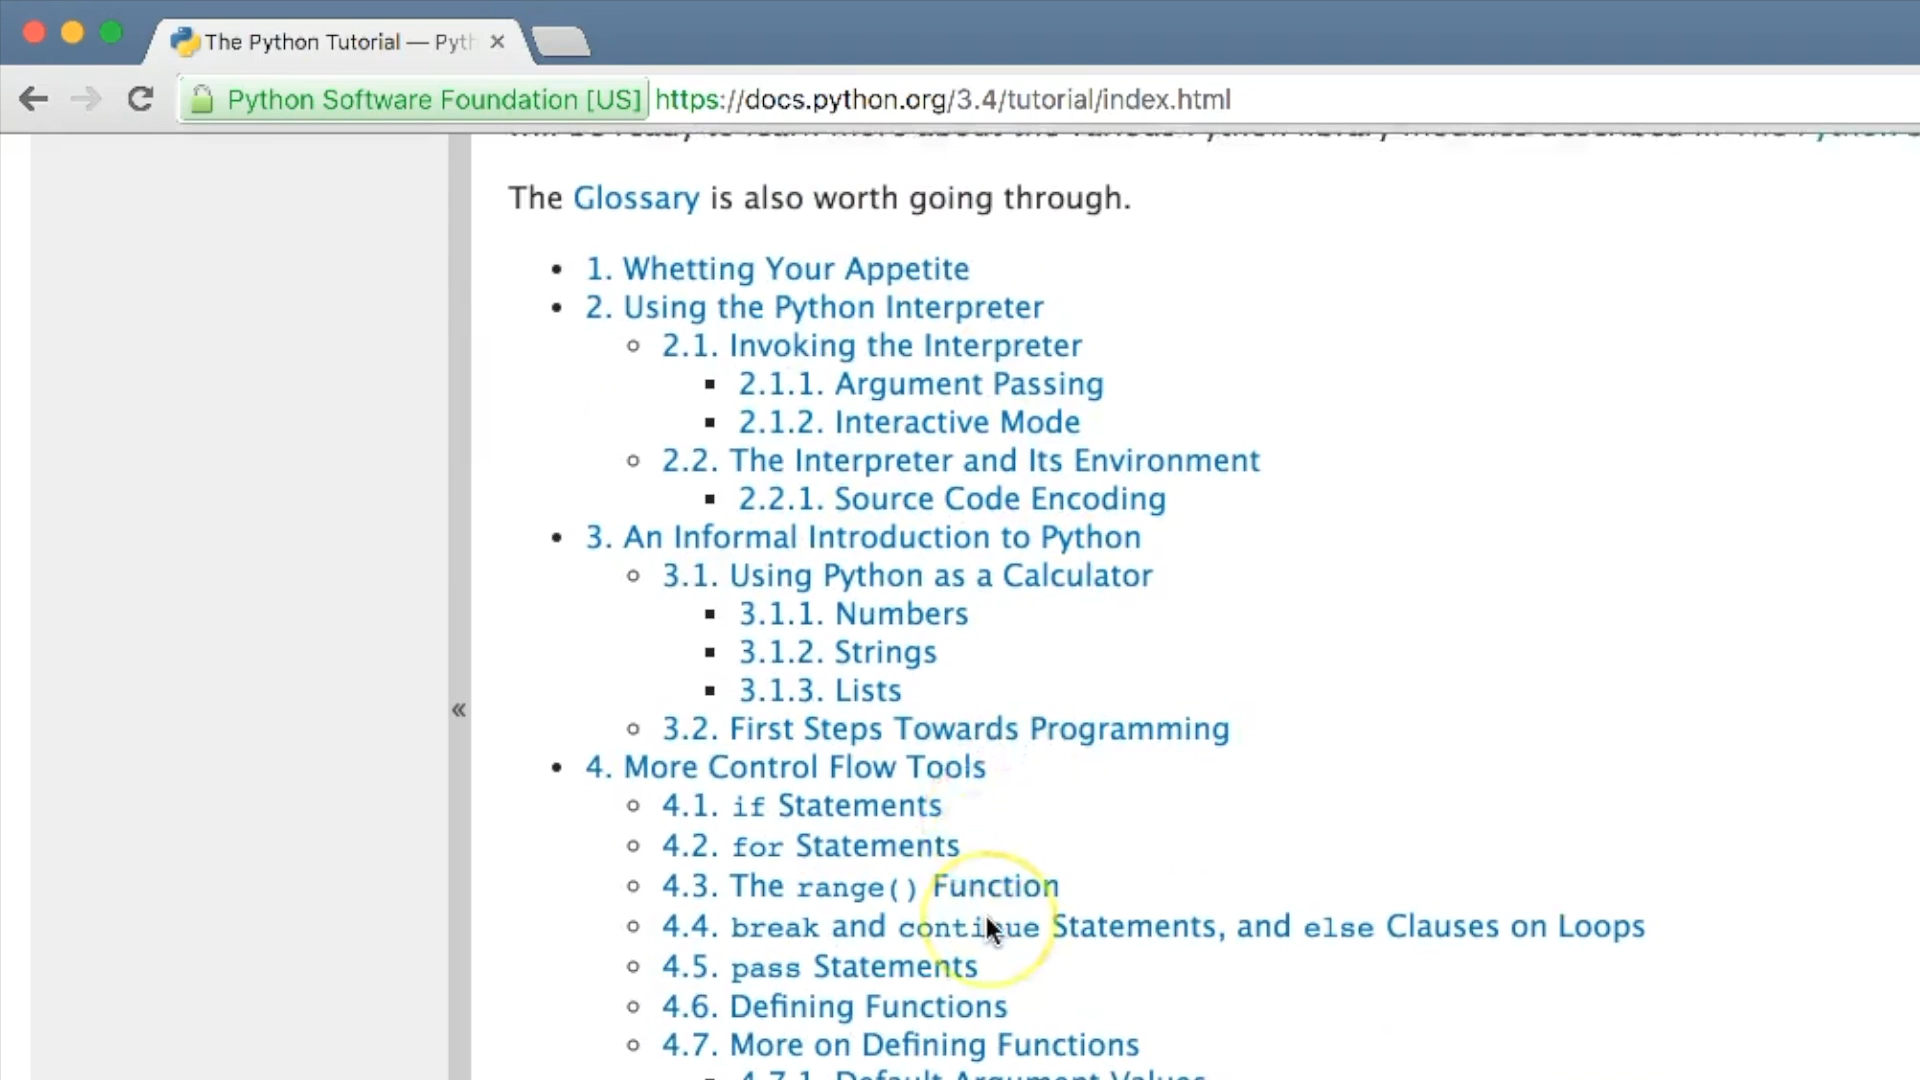 The Python Tutorial — Pyth
Python Software Foundation [US] https://docs.python.org/3.4/tutorial/index.html
The Glossary is also worth going through.
1. Whetting Your Appetite
2. Using the Python Interpreter
2.1. Invoking the Interpreter
2.1.1. Argument Passing
2.1.2. Interactive Mode
2.2. The Interpreter and Its Environment
2.2.1. Source Code Encoding
3. An Informal Introduction to Python
3.1. Using Python as a Calculator
3.1.1. Numbers
3.1.2. Strings
3.1.3. Lists
3.2. First Steps Towards Programming
4. More Control Flow Tools
4.1. if Statements
4.2. for Statements
4.3. The range() Function
4.4. break and continue Statements, and else Clauses on Loops
4.5. pass Statements
4.6. Defining Functions
4.7. More on Defining Functions
4.7.1. Default Argument Values